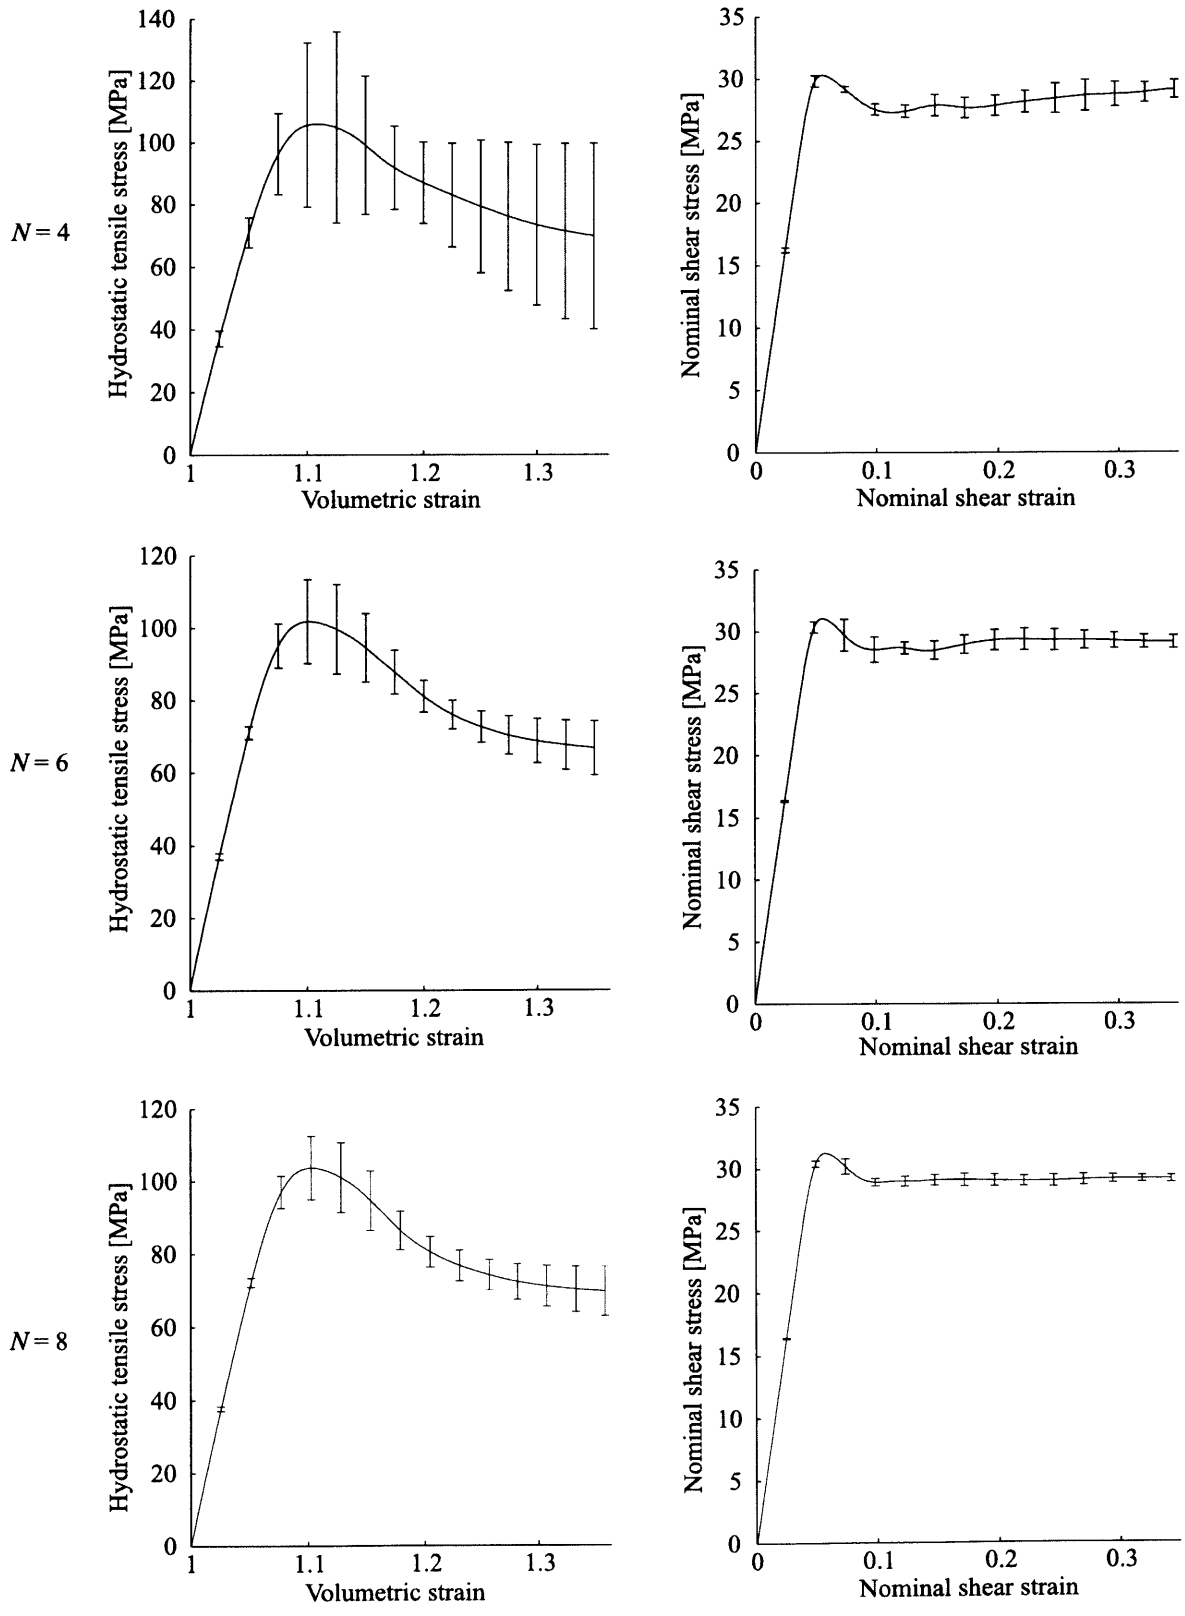 N = 4
Hydrostatic tensile stress [MPa]
140
120
100
80
60
40
20
0
1 1.1 1.2 1.3
Volumetric strain
Nominal shear stress [MPa]
35
30
25
20
15
10
5
0
0 0.1 0.2 0.3
Nominal shear strain
N = 6
Hydrostatic tensile stress [MPa]
120
100
80
60
40
20
0
1 1.1 1.2 1.3
Volumetric strain
Nominal shear stress [MPa]
35
30
25
20
15
10
5
0
0 0.1 0.2 0.3
Nominal shear strain
N = 8
Hydrostatic tensile stress [MPa]
120
100
80
60
40
20
0
1 1.1 1.2 1.3
Volumetric strain
Nominal shear stress [MPa]
35
30
25
20
15
10
5
0
0 0.1 0.2 0.3
Nominal shear strain